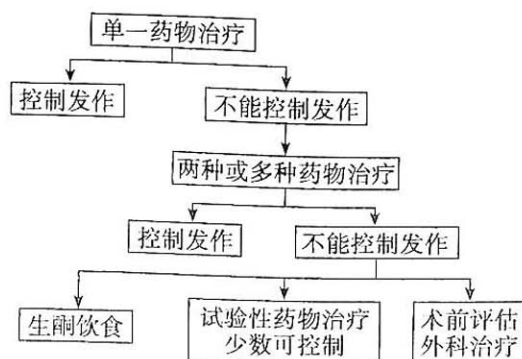 单一药物治疗
控制发作
不能控制发作
两种或多种药物治疗
控制发作
不能控制发作
生酮饮食
试验性药物治疗
少数可控制
术前评估
外科治疗